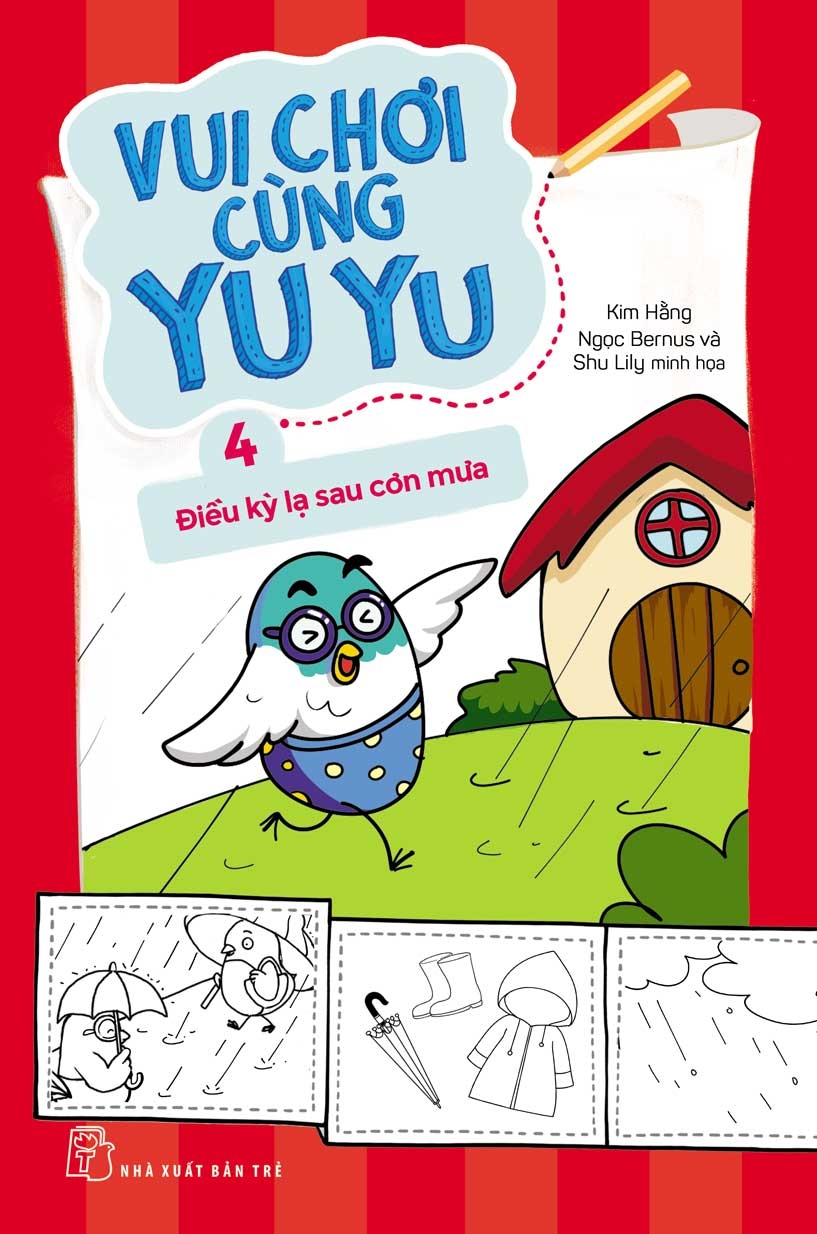 VUI CHƠI
CÙNG
YU YU
Kim Hằng
Ngọc Bernus và
Shu Lily minh họa
4
Điều kỳ lạ sau cơn mưa
T
NHÀ XUẤT BẢN TRẺ